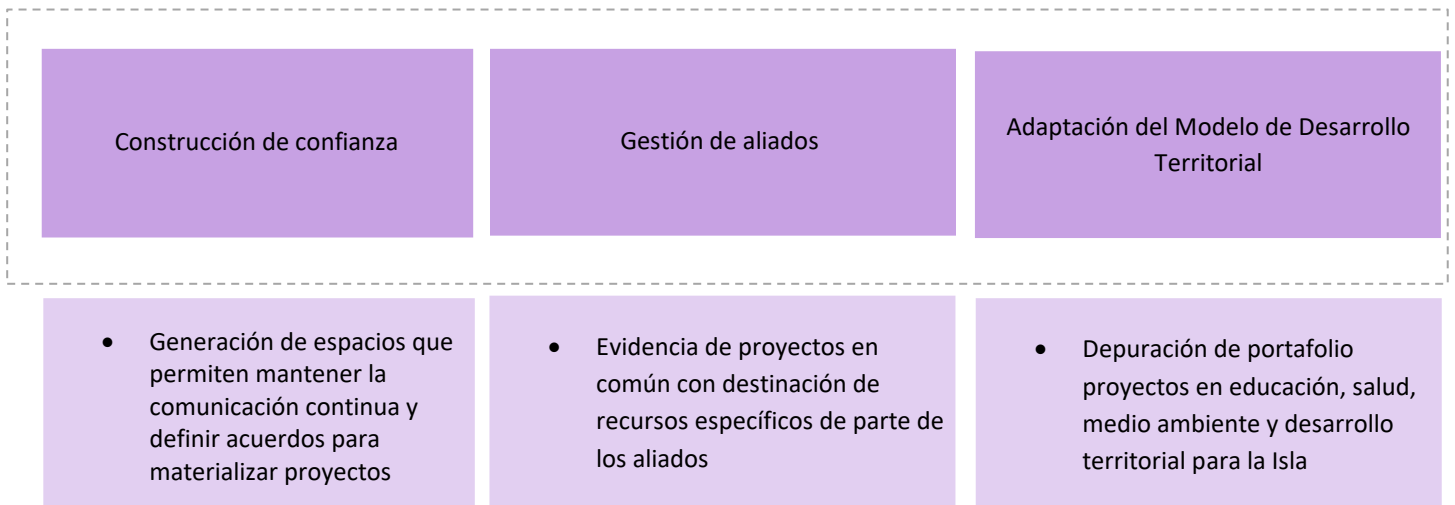 Construcción de confianza
Gestión de aliados
Adaptación del Modelo de Desarrollo
Territorial
• Generación de espacios que
permiten mantener la
comunicación continua y
definir acuerdos para
materializar proyectos
• Evidencia de proyectos en
común con destinación de
recursos específicos de parte de
los aliados
• Depuración de portafolio
proyectos en educación, salud,
medio ambiente y desarrollo
territorial para la Isla